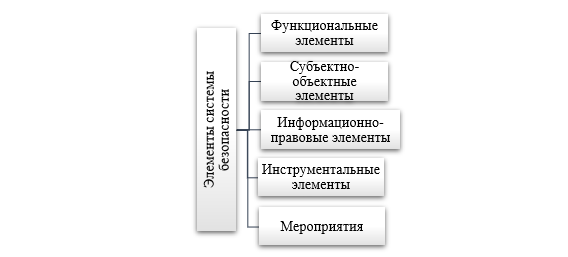 Элементы системы
безопасности
Функциональные
элементы
Субъектно-
объектные
элементы
Информационно-
правовые элементы
Инструментальные
элементы
Мероприятия